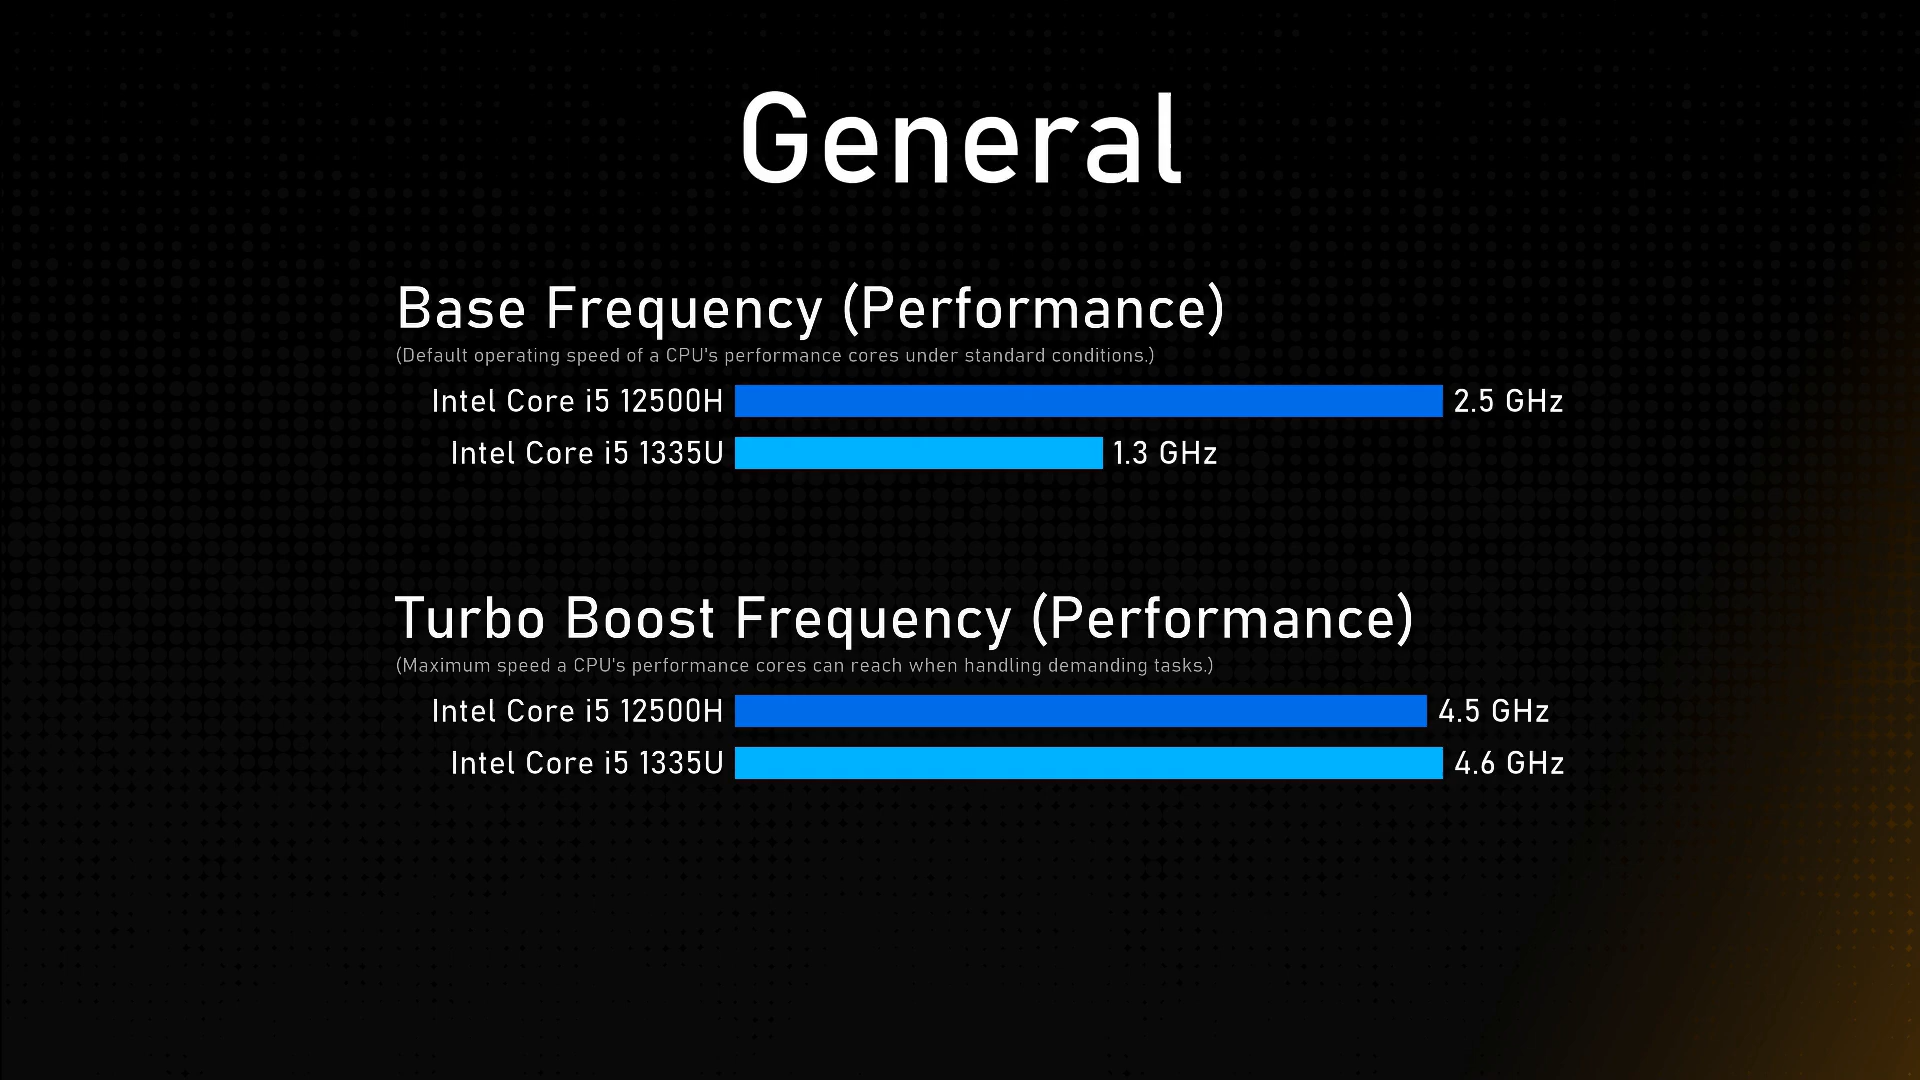 General
Base Frequency (Performance)
(Default operating speed of a CPU's performance cores under standard conditions.)
Intel Core i5 12500H 2.5 GHz
Intel Core i5 1335U 1.3 GHz
Turbo Boost Frequency (Performance)
(Maximum speed a CPU's performance cores can reach when handling demanding tasks.)
Intel Core i5 12500H 4.5 GHz
Intel Core i5 1335U 4.6 GHz